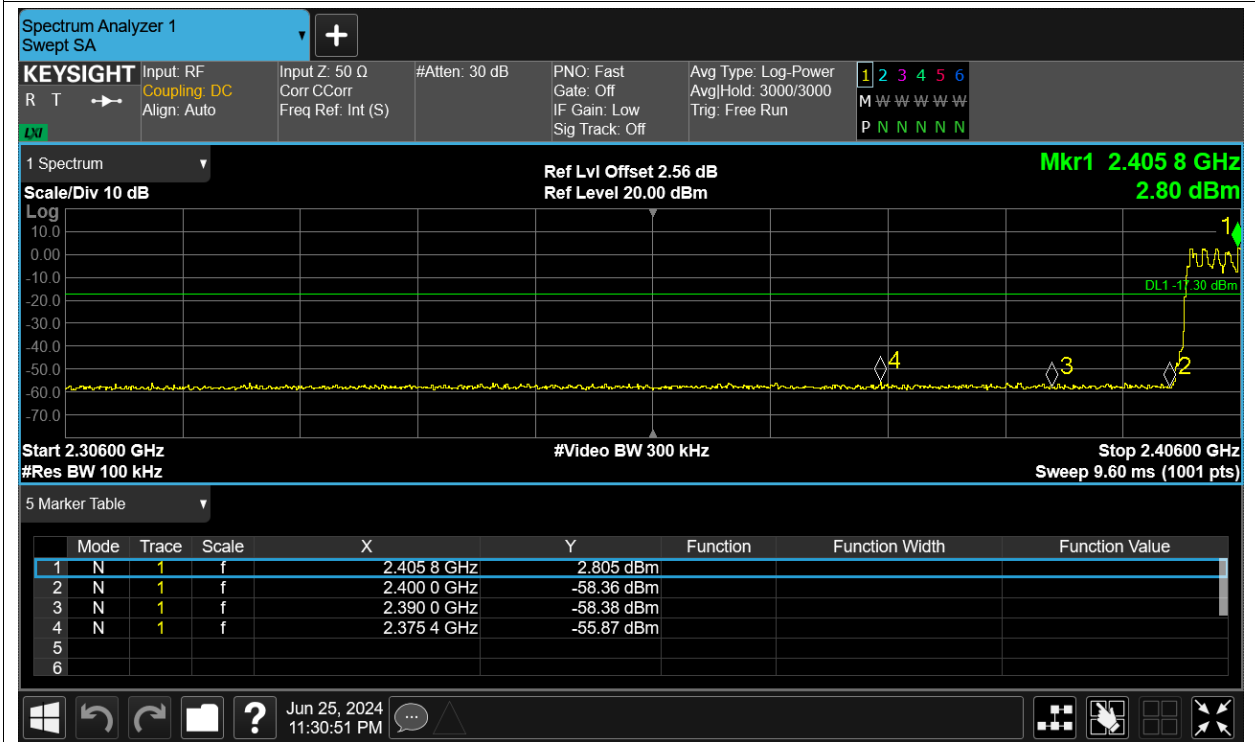 Spectrum Analyzer 1
Swept SA
+
KEYSIGHT Input: RF Input Z: 50 Ω #Atten: 30 dB PNO: Fast Avg Type: Log-Power 1 2 3 4 5 6
R T Coupling: DC Corr CCorr Gate: Off Avg|Hold: 3000/3000 M W W W W W
Align: Auto Freq Ref: Int (S) IF Gain: Low Trig: Free Run
LXI Sig Track: Off P N N N N N
1 Spectrum Ref Lvl Offset 2.56 dB Mkr1 2.405 8 GHz
Scale/Div 10 dB Ref Level 20.00 dBm 2.80 dBm
Log
1
10.0
0.00
-10.0
DL1 -17.30 dBm
-20.0
-30.0
-40.0
4 3 2
-50.0
-60.0
-70.0
Start 2.30600 GHz #Video BW 300 kHz Stop 2.40600 GHz
#Res BW 100 kHz Sweep 9.60 ms (1001 pts)
5 Marker Table
Mode Trace Scale X Y Function Function Width Function Value
1 N 1 f 2.405 8 GHz 2.805 dBm
2 N 1 f 2.400 0 GHz -58.36 dBm
3 N 1 f 2.390 0 GHz -58.38 dBm
4 N 1 f 2.375 4 GHz -55.87 dBm
5
6
? Jun 25, 2024
11:30:51 PM